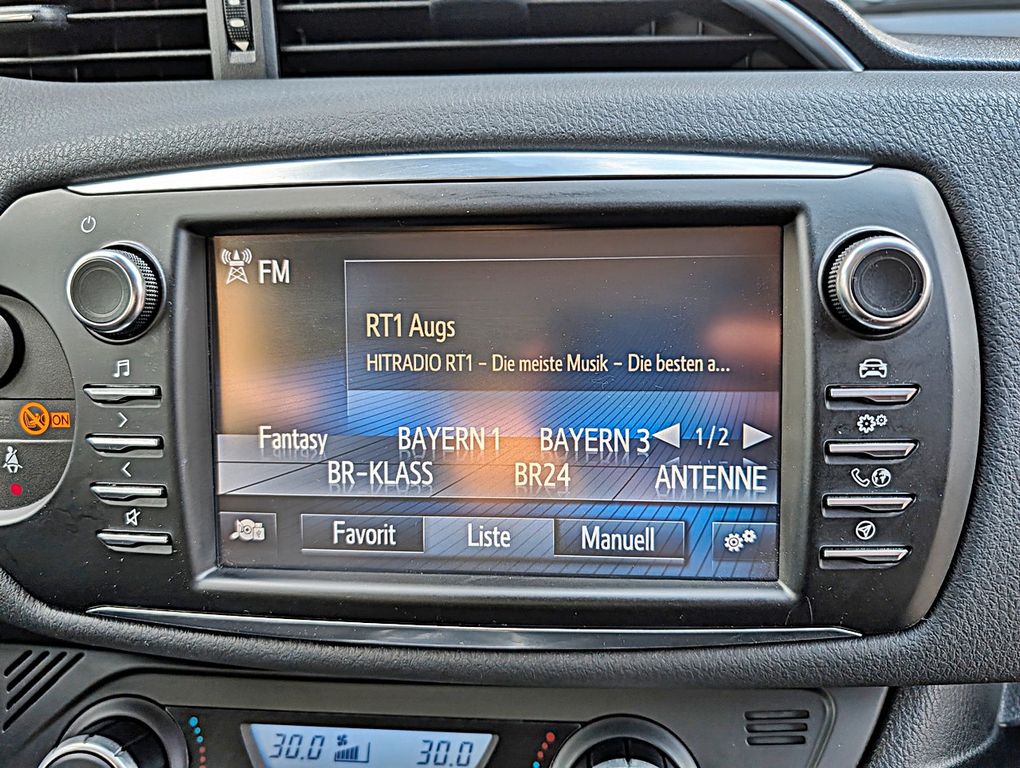 FM
RT1 Augs
HITRADIO RT1 – Die meiste Musik – Die besten a...
Fantasy BAYERN 1 BAYERN 3 1/2
BR-KLASS BR24 ANTENNE
Favorit Liste Manuell
ON
30.0 30.0